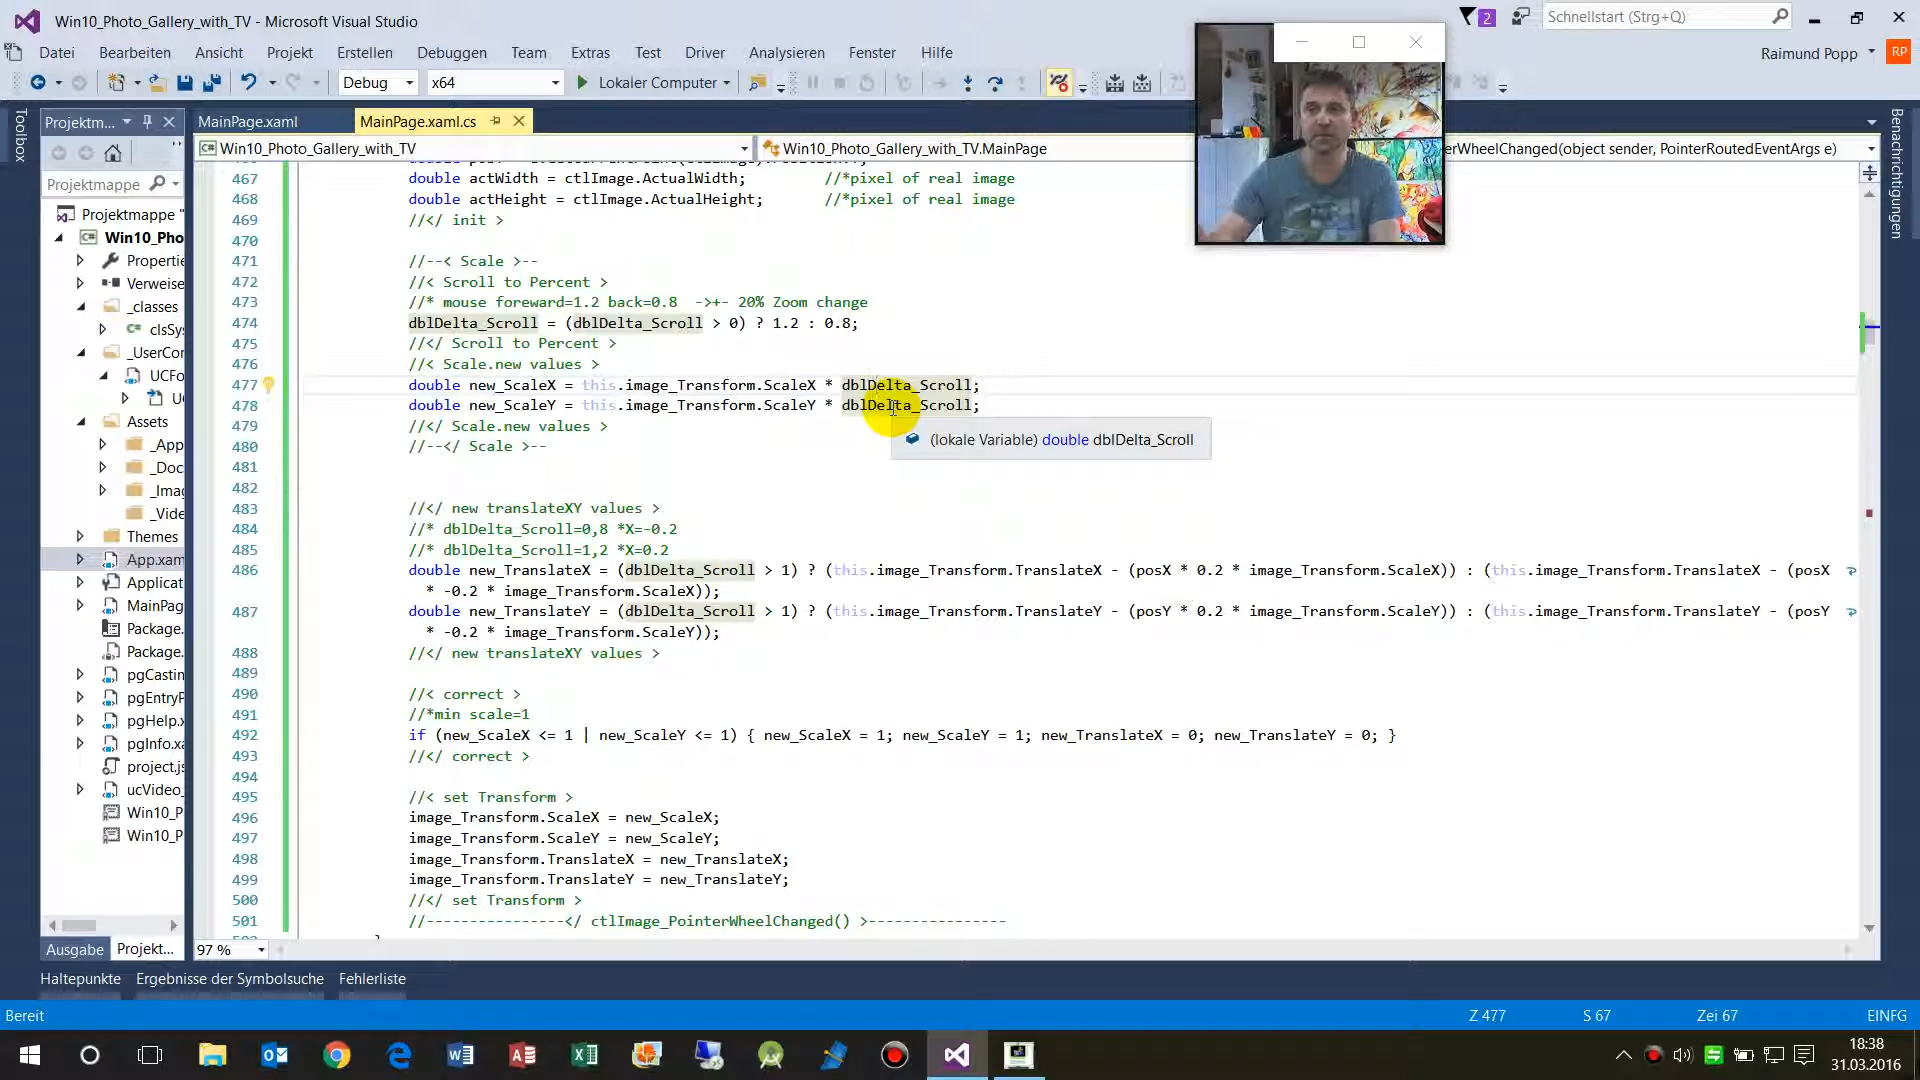 Win10_Photo_Gallery_with_TV - Microsoft Visual Studio
2
Schnellstart (Strg+Q)
Datei Bearbeiten Ansicht Projekt Erstellen Debuggen Team Extras Test Driver Analysieren Fenster Hilfe
Raimund Popp RP
Debug x64 Lokaler Computer
Toolbox
Projektm...
MainPage.xaml MainPage.xaml.cs
Win10_Photo_Gallery_with_TV Win10_Photo_Gallery_with_TV.MainPage erWheelChanged(object sender, PointerRoutedEventArgs e)
Benachrichtigungen
Projektmappe
Projektmappe "
Win10_Pho
Propertie
Verweise
_classes
clsSy
_UserCor
UCFo
UC
Assets
_App
_Doc
_Ima
_Vide
Themes
App.xam
Applicat
MainPag
Package.
Package.
pgCastin
pgEntryP
pgHelp.x
pgInfo.xa
project.js
ucVideo_
Win10_P
Win10_P
467 double actWidth = ctlImage.ActualWidth; //*pixel of real image
468 double actHeight = ctlImage.ActualHeight; //*pixel of real image
469 //</ init >
470
471 //--< Scale >--
472 //< Scroll to Percent >
473 //* mouse foreward=1.2 back=0.8 ->+- 20% Zoom change
474 dblDelta_Scroll = (dblDelta_Scroll > 0) ? 1.2 : 0.8;
475 //</ Scroll to Percent >
476 //< Scale.new values >
477 double new_ScaleX = this.image_Transform.ScaleX * dblDelta_Scroll;
478 double new_ScaleY = this.image_Transform.ScaleY * dblDelta_Scroll;
479 //</ Scale.new values >
(lokale Variable) double dblDelta_Scroll
480 //--</ Scale >--
481
482
483 //</ new translateXY values >
484 //* dblDelta_Scroll=0,8 *X=-0.2
485 //* dblDelta_Scroll=1,2 *X=0.2
486 double new_TranslateX = (dblDelta_Scroll > 1) ? (this.image_Transform.TranslateX - (posX * 0.2 * image_Transform.ScaleX)) : (this.image_Transform.TranslateX - (posX
* -0.2 * image_Transform.ScaleX));
487 double new_TranslateY = (dblDelta_Scroll > 1) ? (this.image_Transform.TranslateY - (posY * 0.2 * image_Transform.ScaleY)) : (this.image_Transform.TranslateY - (posY
* -0.2 * image_Transform.ScaleY));
488 //</ new translateXY values >
489
490 //< correct >
491 //*min scale=1
492 if (new_ScaleX <= 1 | new_ScaleY <= 1) { new_ScaleX = 1; new_ScaleY = 1; new_TranslateX = 0; new_TranslateY = 0; }
493 //</ correct >
494
495 //< set Transform >
496 image_Transform.ScaleX = new_ScaleX;
497 image_Transform.ScaleY = new_ScaleY;
498 image_Transform.TranslateX = new_TranslateX;
499 image_Transform.TranslateY = new_TranslateY;
500 //</ set Transform >
501 //----------------</ ctlImage_PointerWheelChanged() >----------------
Ausgabe Projekt... 97 %
Haltepunkte Ergebnisse der Symbolsuche Fehlerliste
Bereit Z 477 S 67 Zei 67 EINFG
18:38
31.03.2016